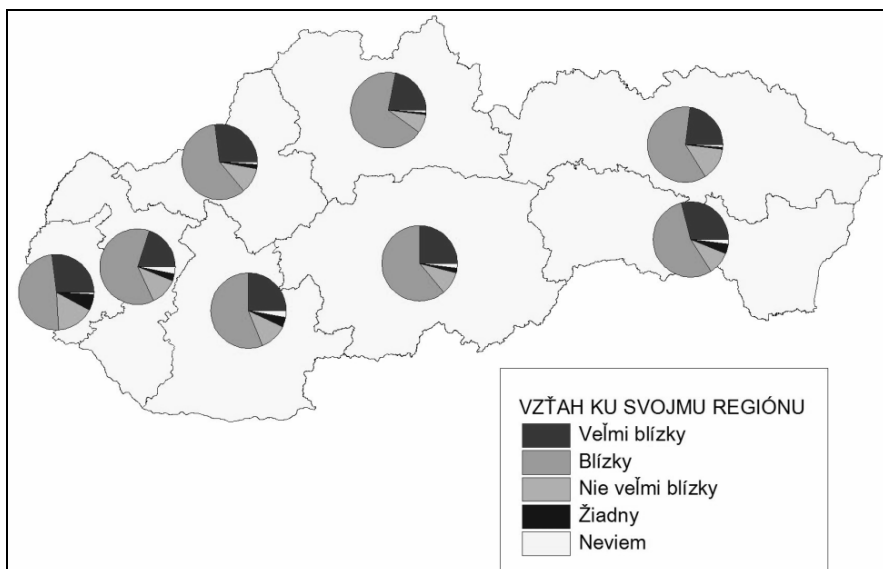 VZŤAH KU SVOJMU REGIÓNU
Veľmi blízky
Blízky
Nie veľmi blízky
Žiadny
Neviem